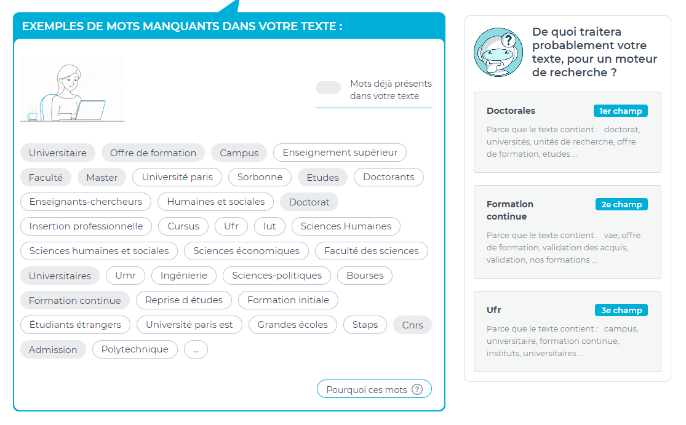 EXEMPLES DE MOTS MANQUANTS DANS VOTRE TEXTE :
Mots déjà présents
dans votre texte
Universitaire Offre de formation Campus Enseignement supérieur
Faculté Master Université paris Sorbonne Etudes Doctorants
Enseignants-chercheurs Humaines et sociales Doctorat
Insertion professionnelle Cursus Ufr Iut Sciences Humaines
Sciences humaines et sociales Sciences économiques Faculté des sciences
Universitaires Umr Ingénierie Sciences-politiques Bourses
Formation continue Reprise d études Formation initiale
Étudiants étrangers Université paris est Grandes écoles Staps Cnrs
Admission Polytechnique ...
Pourquoi ces mots ?
?
De quoi traitera
probablement votre
texte, pour un moteur
de recherche ?
Doctorales 1er champ
Parce que le texte contient : doctorat,
universités, unités de recherche, offre
de formation, etudes ...
Formation
continue 2e champ
Parce que le texte contient : vae, offre
de formation, validation des acquis,
validation, nos formations ...
Ufr 3e champ
Parce que le texte contient : campus,
universitaire, formation continue,
instituts, universitaires ...